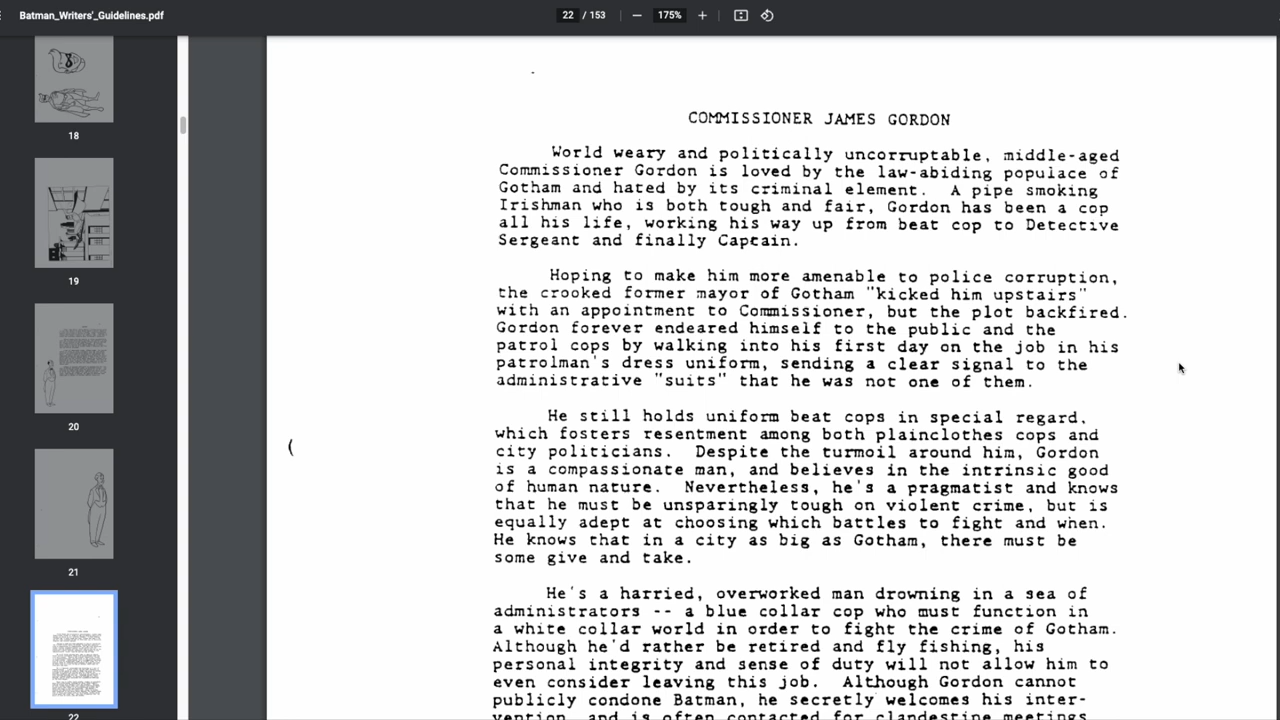 Batman_Writers'_Guidelines.pdf
22 / 153
175%
18
19
20
21
22
COMMISSIONER JAMES GORDON
World weary and politically uncorruptable, middle-aged
Commissioner Gordon is loved by the law-abiding populace of
Gotham and hated by its criminal element. A pipe smoking
Irishman who is both tough and fair, Gordon has been a cop
all his life, working his way up from beat cop to Detective
Sergeant and finally Captain.
Hoping to make him more amenable to police corruption,
the crooked former mayor of Gotham "kicked him upstairs"
with an appointment to Commissioner, but the plot backfired.
Gordon forever endeared himself to the public and the
patrol cops by walking into his first day on the job in his
patrolman's dress uniform, sending a clear signal to the
administrative "suits" that he was not one of them.
He still holds uniform beat cops in special regard,
which fosters resentment among both plainclothes cops and
city politicians. Despite the turmoil around him, Gordon
is a compassionate man, and believes in the intrinsic good
of human nature. Nevertheless, he's a pragmatist and knows
that he must be unsparingly tough on violent crime, but is
equally adept at choosing which battles to fight and when.
He knows that in a city as big as Gotham, there must be
some give and take.
He's a harried, overworked man drowning in a sea of
administrators -- a blue collar cop who must function in
a white collar world in order to fight the crime of Gotham.
Although he'd rather be retired and fly fishing, his
personal integrity and sense of duty will not allow him to
even consider leaving this job. Although Gordon cannot
publicly condone Batman, he secretly welcomes his inter-
vention, and is often contacted for clandestine meetings